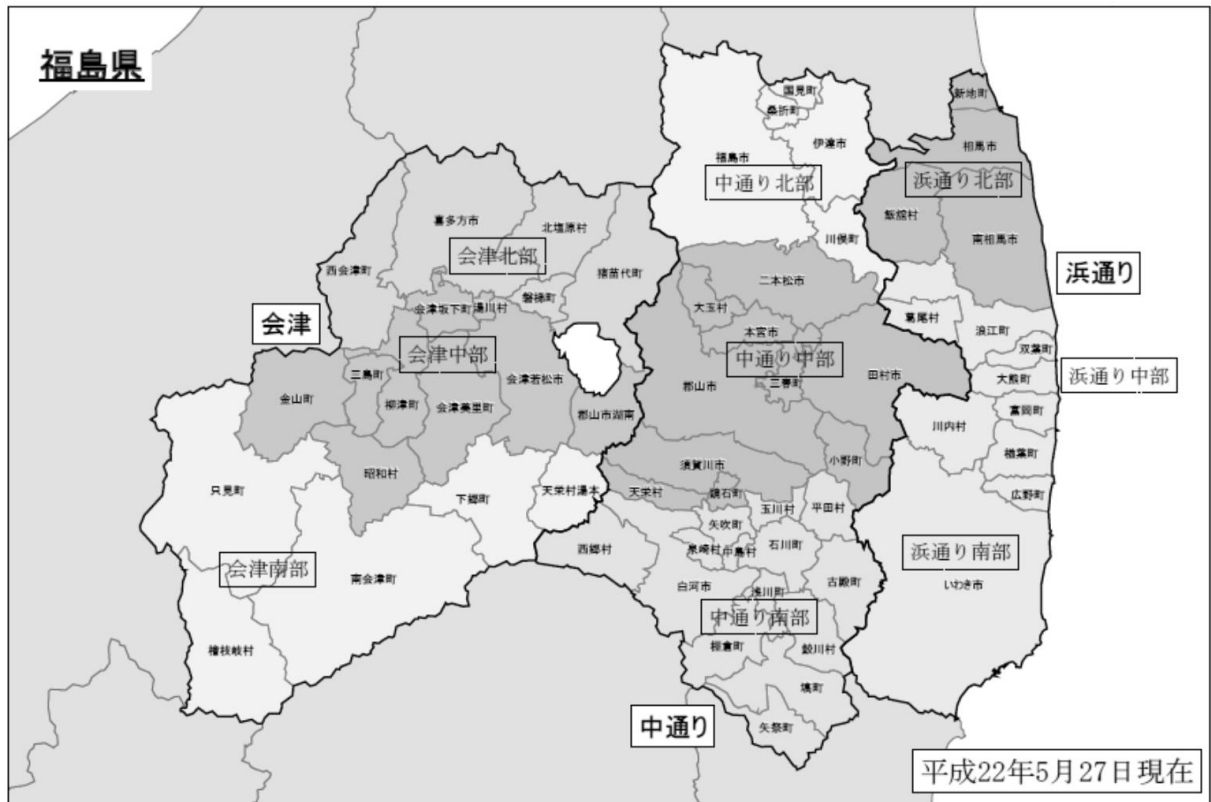 福島県
国見町
桑折町
伊達市
福島市
中通り北部
川俣町
新地町
相馬市
浜通り北部
飯舘村
南相馬市
浜通り
喜多方市
北塩原村
会津北部
西会津町
猪苗代町
磐梯町
会津
会津坂下町
湯川村
会津中部
三島町
会津若松市
金山町
柳津町
会津美里町
郡山市湖南
昭和村
二本松市
大玉村
本宮市
中通り中部
郡山市
三春町
田村市
小野町
須賀川市
天栄村
鏡石町
葛尾村
浪江町
双葉町
大熊町
浜通り中部
富岡町
川内村
楢葉町
広野町
只見町
下郷町
天栄村湯本
会津南部
南会津町
檜枝岐村
玉川村
平田村
矢吹町
西郷村
泉崎村
中島村
石川町
白河市
浅川町
古殿町
中通り南部
棚倉町
鮫川村
塙町
矢祭町
中通り
浜通り南部
いわき市
平成22年5月27日現在